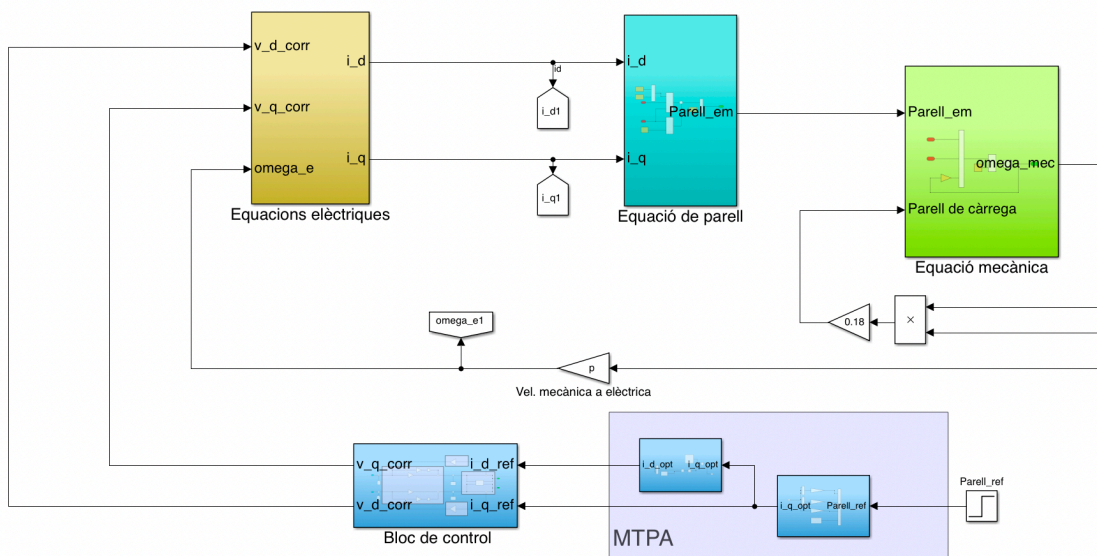 v_d_corr
v_q_corr
omega_e
i_d
i_q
Equacions elèctriques
id
i_d1
i_q1
i_d
i_q
Parell_em
Equació de parell
Parell_em
omega_mec
Parell de càrrega
Equació mecànica
0.18
×
omega_e1
p
Vel. mecànica a elèctrica
v_q_corr
v_d_corr
i_d_ref
i_q_ref
Bloc de control
i_d_opt
i_q_opt
i_q_opt
Parell_ref
Parell_ref
MTPA